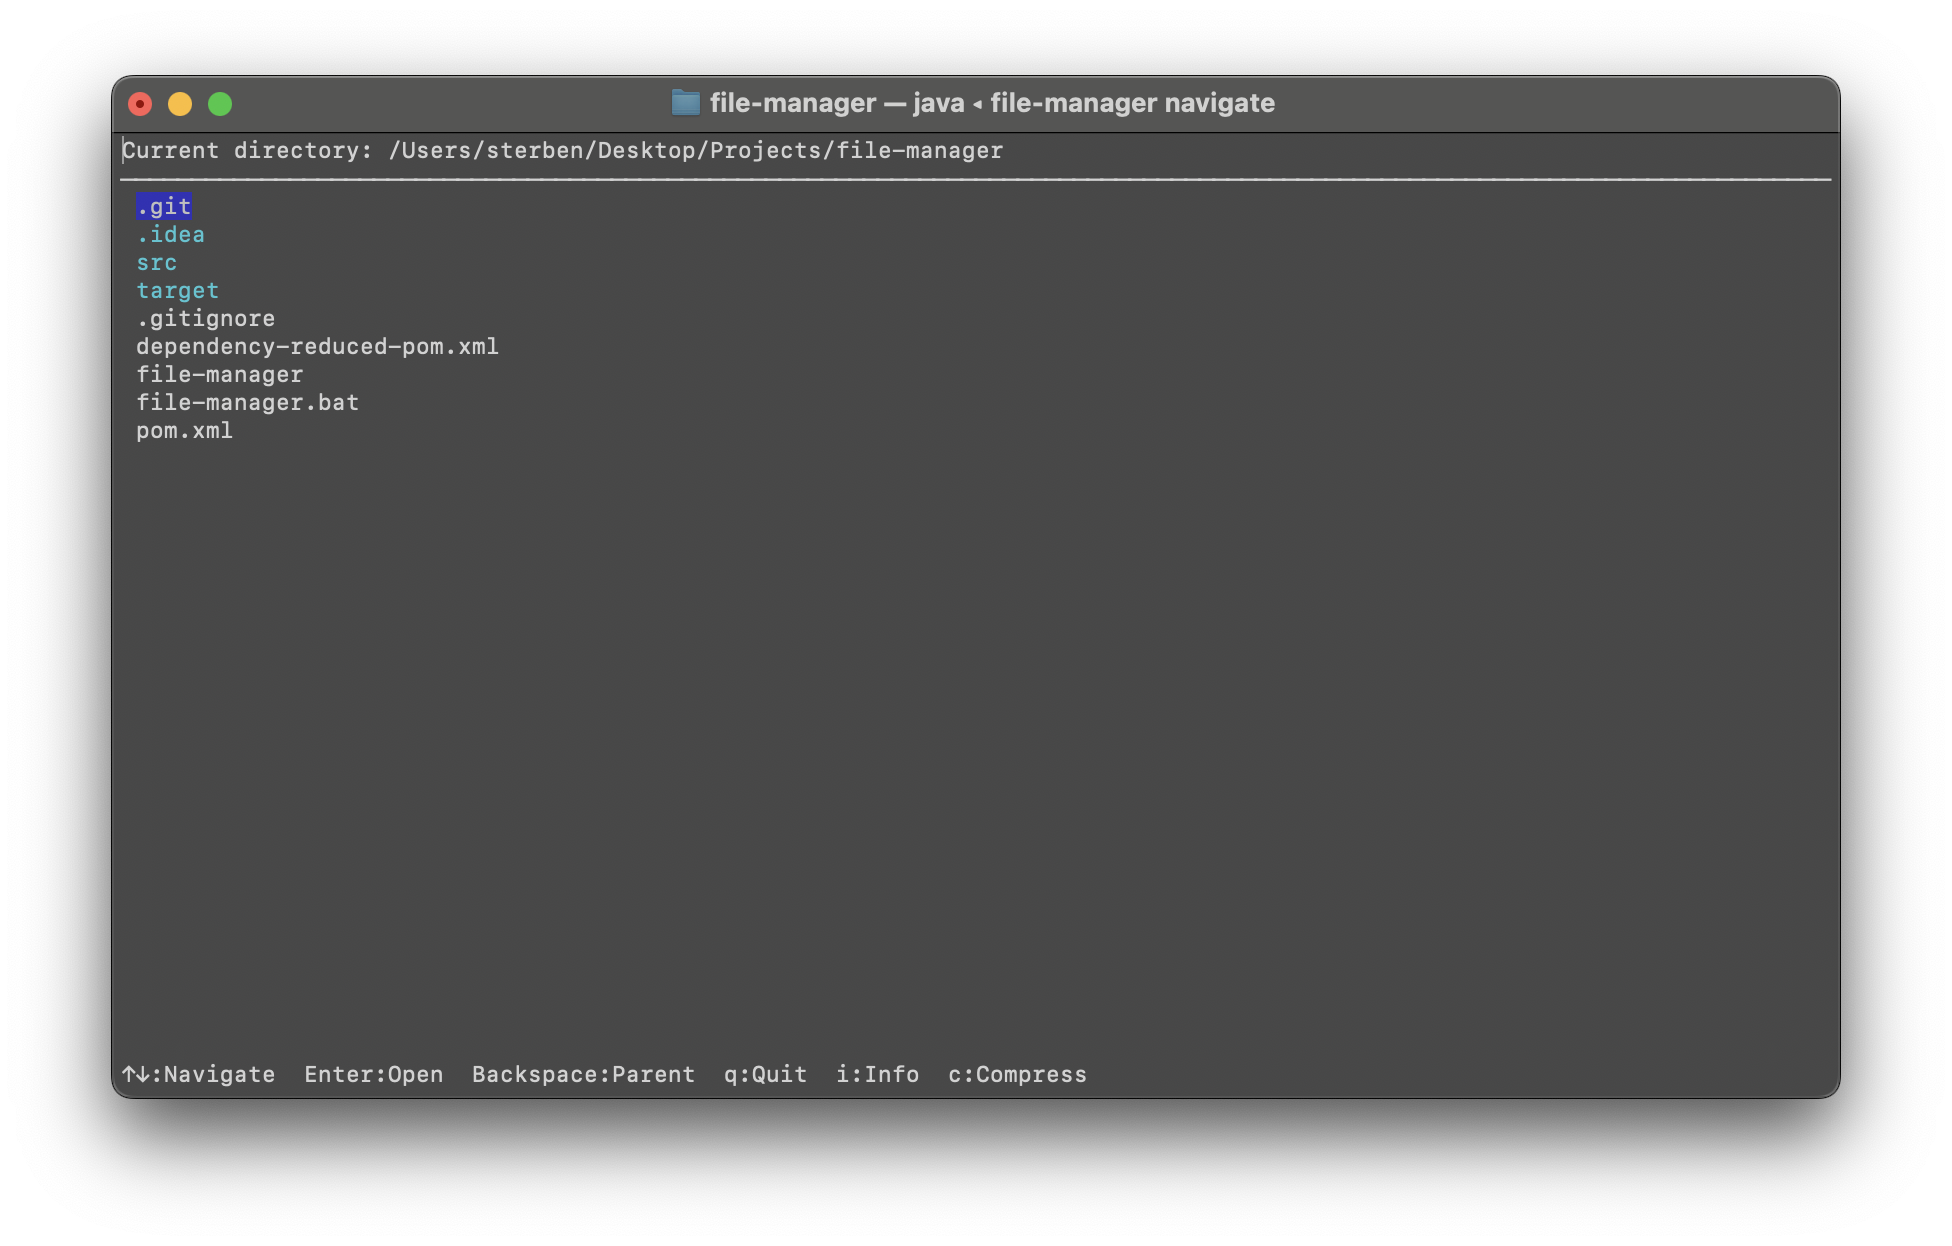 file-manager — java ◂ file-manager navigate
Current directory: /Users/sterben/Desktop/Projects/file-manager
.git
.idea
src
target
.gitignore
dependency-reduced-pom.xml
file-manager
file-manager.bat
pom.xml
↑↓:Navigate  Enter:Open  Backspace:Parent  q:Quit  i:Info  c:Compress